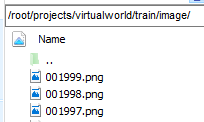 /root/projects/virtualworld/train/image/
Name
..
001999.png
001998.png
001997.png